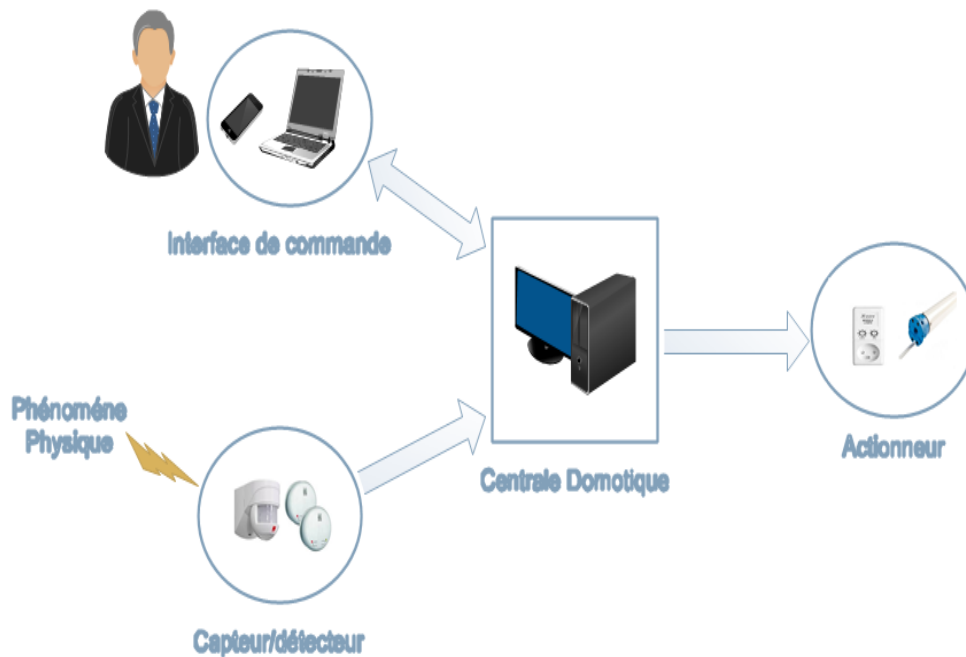 Interface de commande
Phénoméne
Physique
Centrale Domotique
Actionneur
Capteur/détecteur